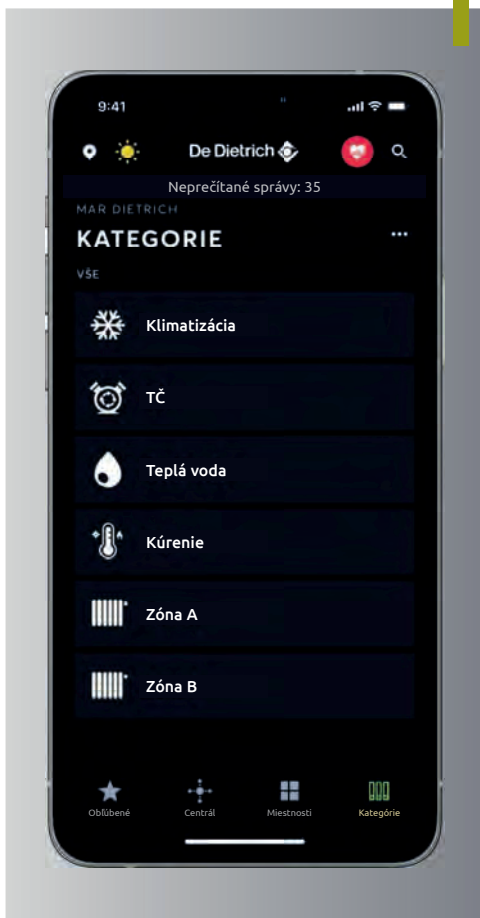 9:41
De Dietrich
Neprečítané správy: 35
MAR DIETRICH
KATEGORIE
VŠE
Klimatizácia
TČ
Teplá voda
Kúrenie
Zóna A
Zóna B
Obľúbené Centrál Miestnosti Kategórie